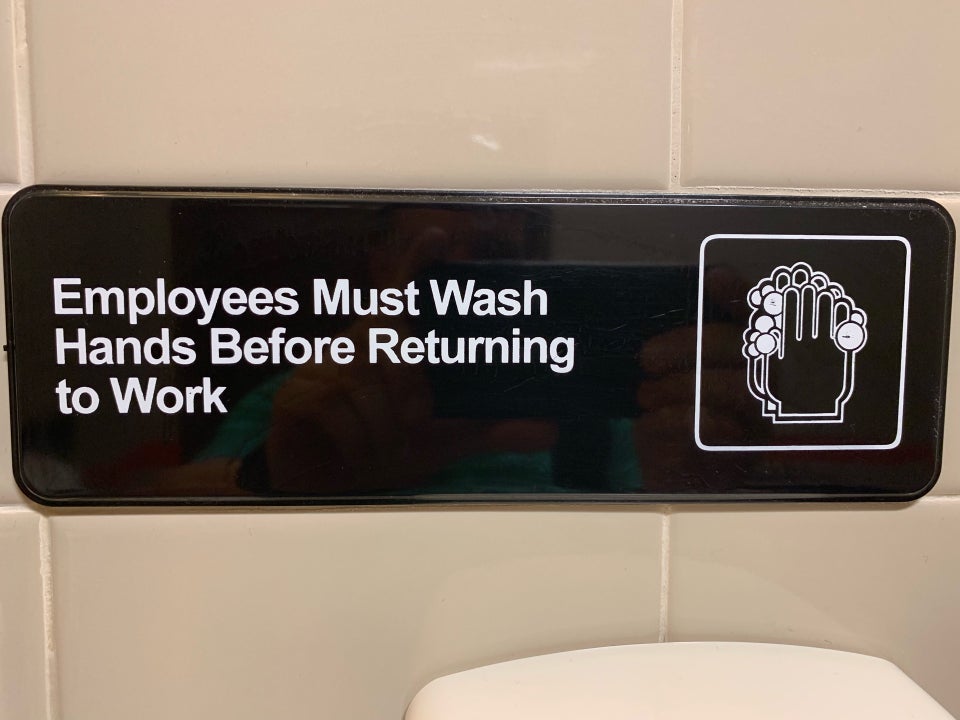 Employees Must Wash
Hands Before Returning
to Work